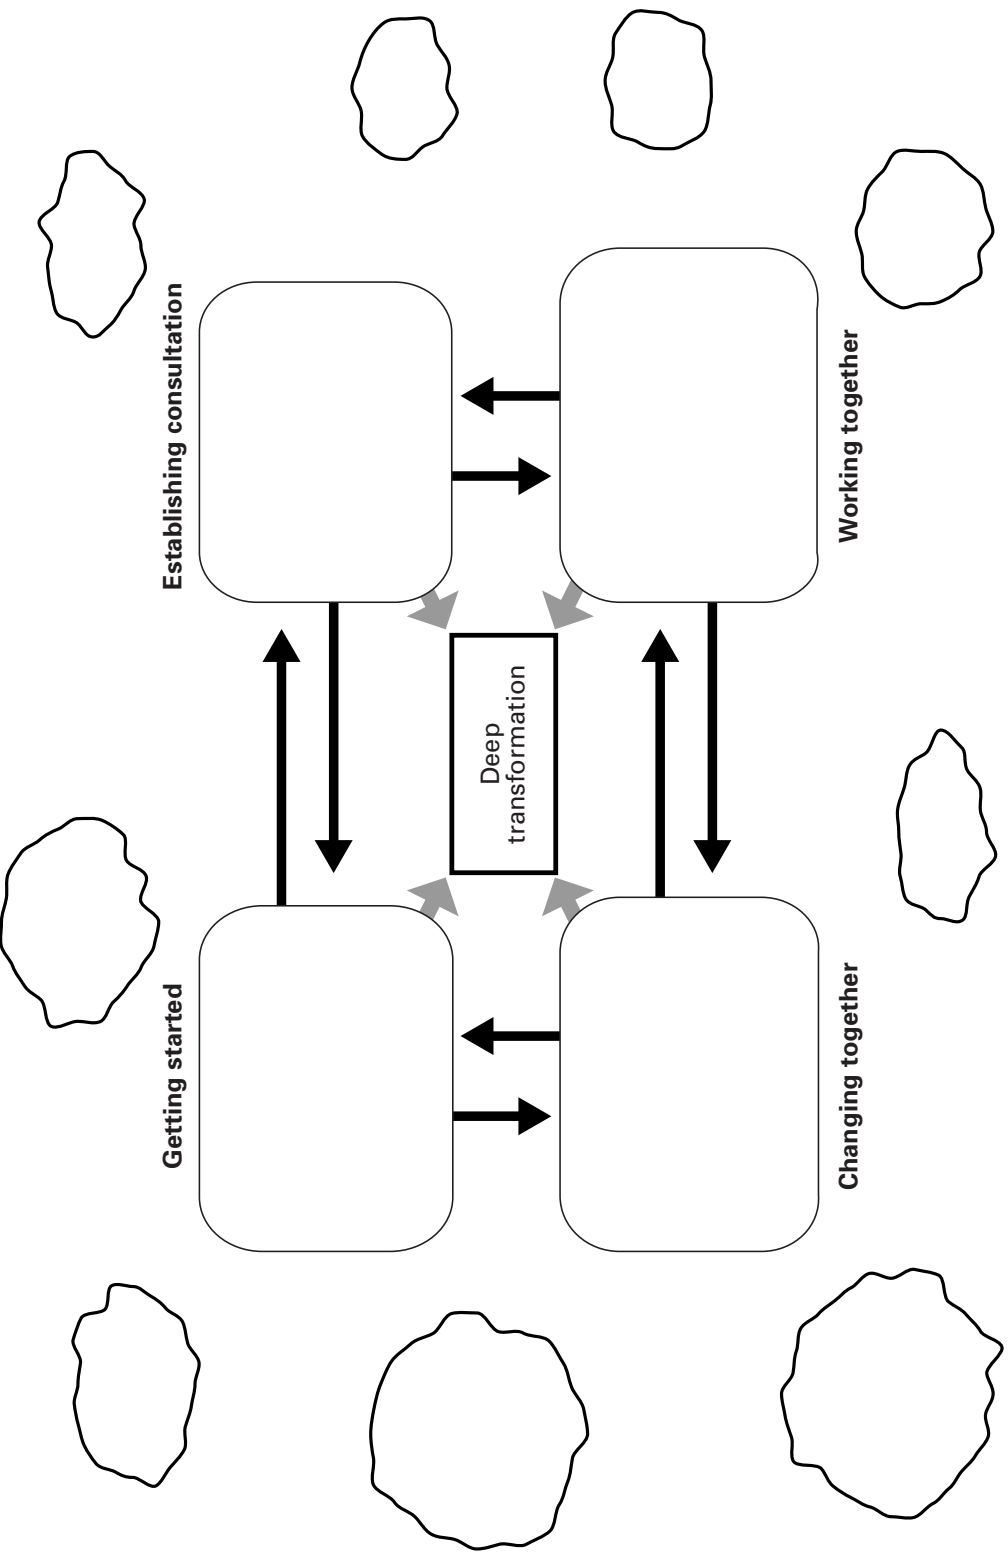 Getting started
Establishing consultation
Deep
transformation
Changing together
Working together